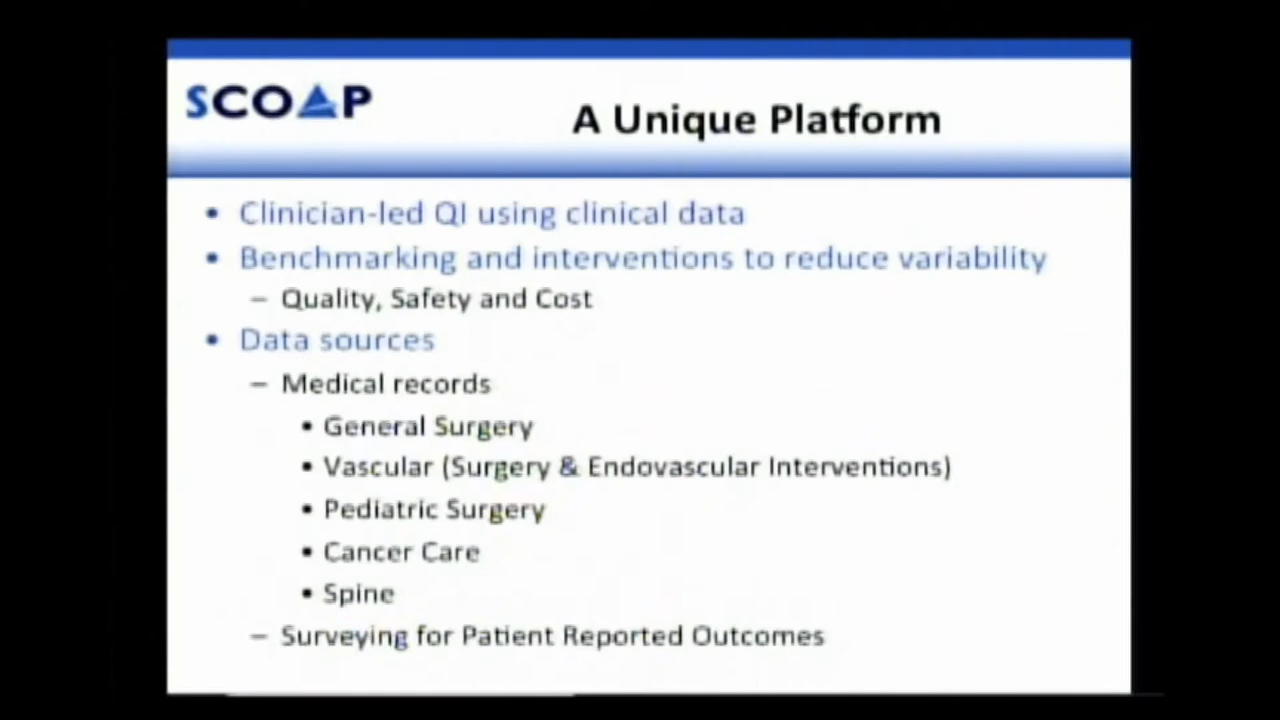 SCOAP
A Unique Platform
• Clinician-led QI using clinical data
• Benchmarking and interventions to reduce variability
– Quality, Safety and Cost
• Data sources
– Medical records
• General Surgery
• Vascular (Surgery & Endovascular Interventions)
• Pediatric Surgery
• Cancer Care
• Spine
– Surveying for Patient Reported Outcomes